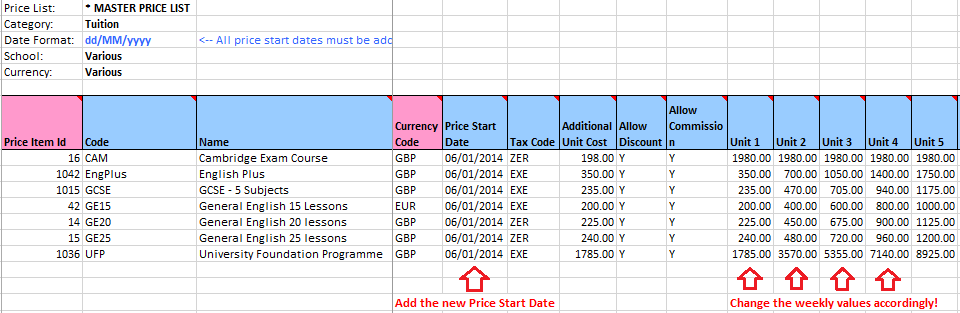 Price List: * MASTER PRICE LIST
Category: Tuition
Date Format: dd/MM/yyyy <-- All price start dates must be adc
School: Various
Currency: Various
Price Item Id Code Name Currency Code Price Start Date Tax Code Additional Unit Cost Allow Discount Allow Commissio n Unit 1 Unit 2 Unit 3 Unit 4 Unit 5
16 CAM Cambridge Exam Course GBP 06/01/2014 ZER 198.00 Y Y 1980.00 1980.00 1980.00 1980.00 1980.00
1042 EngPlus English Plus GBP 06/01/2014 EXE 350.00 Y Y 350.00 700.00 1050.00 1400.00 1750.00
1015 GCSE GCSE - 5 Subjects GBP 06/01/2014 EXE 235.00 Y Y 235.00 470.00 705.00 940.00 1175.00
42 GE15 General English 15 Lessons EUR 06/01/2014 EXE 200.00 Y Y 200.00 400.00 600.00 800.00 1000.00
14 GE20 General English 20 lessons GBP 06/01/2014 ZER 225.00 Y Y 225.00 450.00 675.00 900.00 1125.00
15 GE25 General English 25 lessons GBP 06/01/2014 ZER 240.00 Y Y 240.00 480.00 720.00 960.00 1200.00
1036 UFP University Foundation Programme GBP 06/01/2014 EXE 1785.00 Y Y 1785.00 3570.00 5355.00 7140.00 8925.00
Add the new Price Start Date Change the weekly values accordingly!